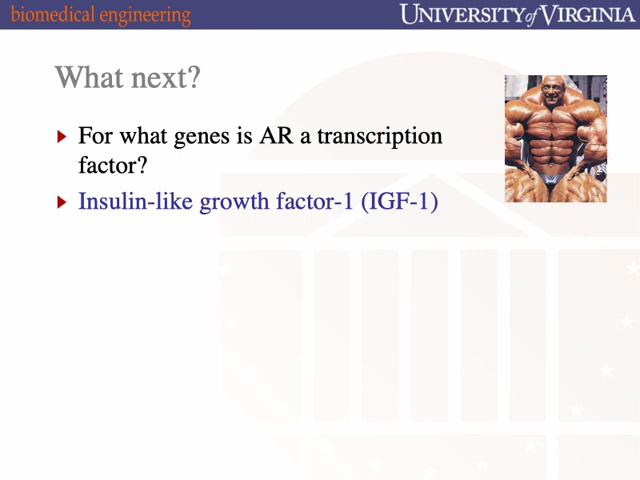 biomedical engineering
UNIVERSITY of VIRGINIA
What next?
For what genes is AR a transcription
factor?
Insulin-like growth factor-1 (IGF-1)